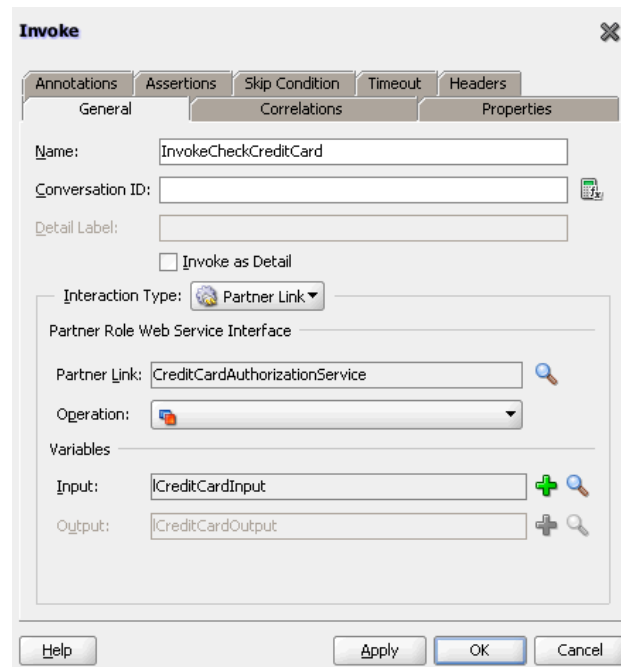 Invoke
Annotations Assertions Skip Condition Timeout Headers
General Correlations Properties
Name: InvokeCheckCreditCard
Conversation ID:
Detail Label:
Invoke as Detail
Interaction Type: Partner Link
Partner Role Web Service Interface
Partner Link: CreditCardAuthorizationService
Operation:
Variables
Input: lCreditCardInput
Output: lCreditCardOutput
Help Apply OK Cancel